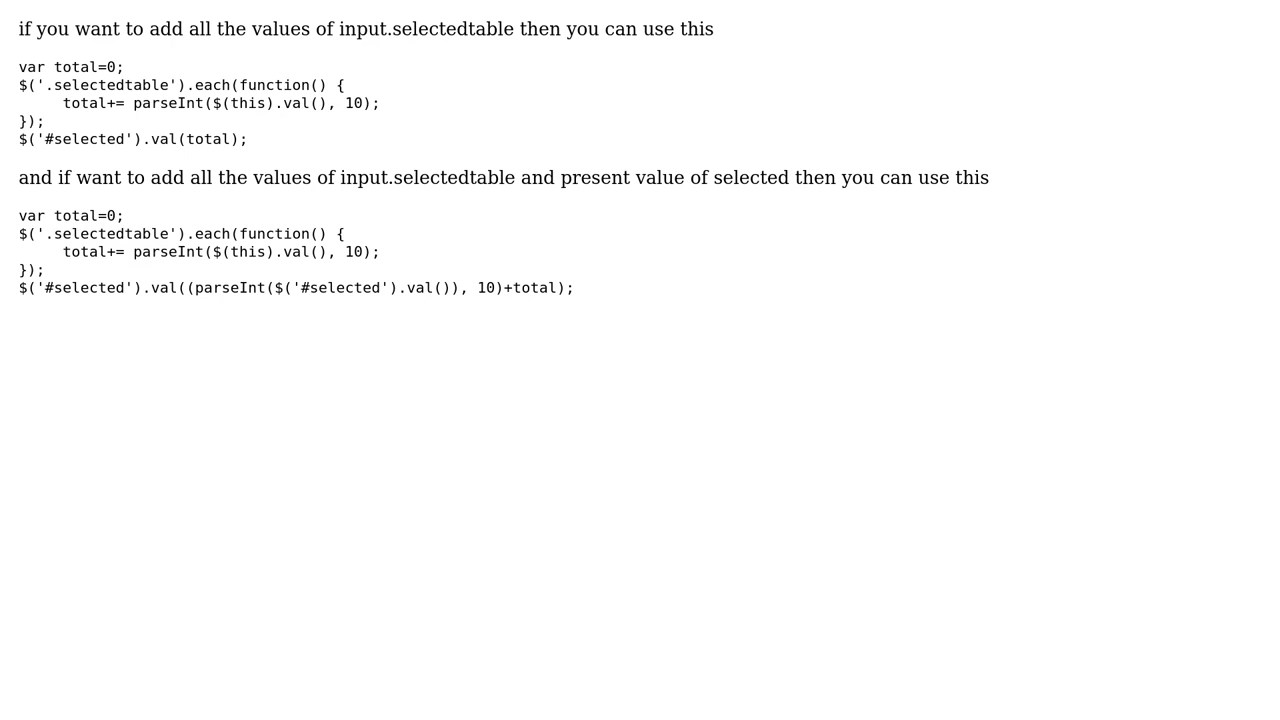 if you want to add all the values of input.selectedtable then you can use this
var total=0;
$('.selectedtable').each(function() {
     total+= parseInt($(this).val(), 10);
});
$('#selected').val(total);
and if want to add all the values of input.selectedtable and present value of selected then you can use this
var total=0;
$('.selectedtable').each(function() {
     total+= parseInt($(this).val(), 10);
});
$('#selected').val((parseInt($('#selected').val()), 10)+total);